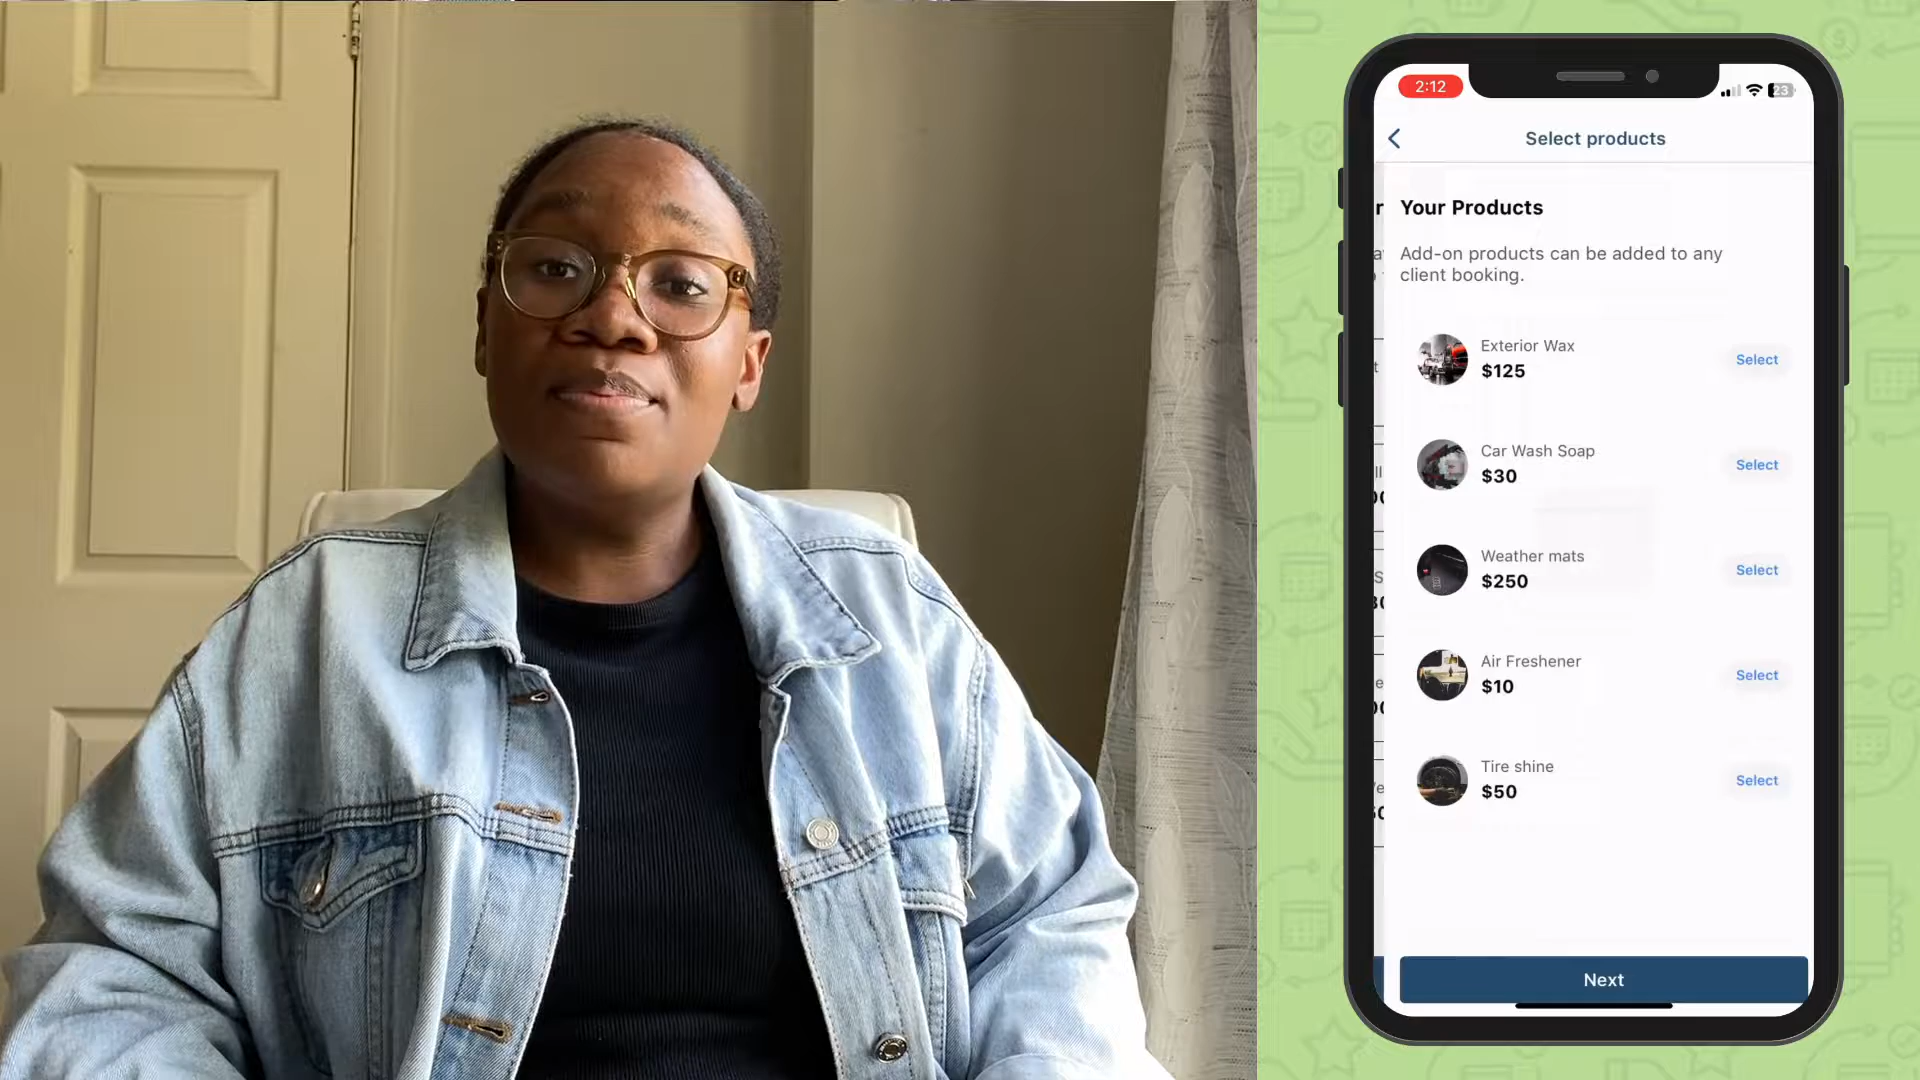 2:12
23
Select products
Your Products
Add-on products can be added to any
client booking.
Exterior Wax
$125
Select
Car Wash Soap
$30
Select
Weather mats
$250
Select
Air Freshener
$10
Select
Tire shine
$50
Select
Next